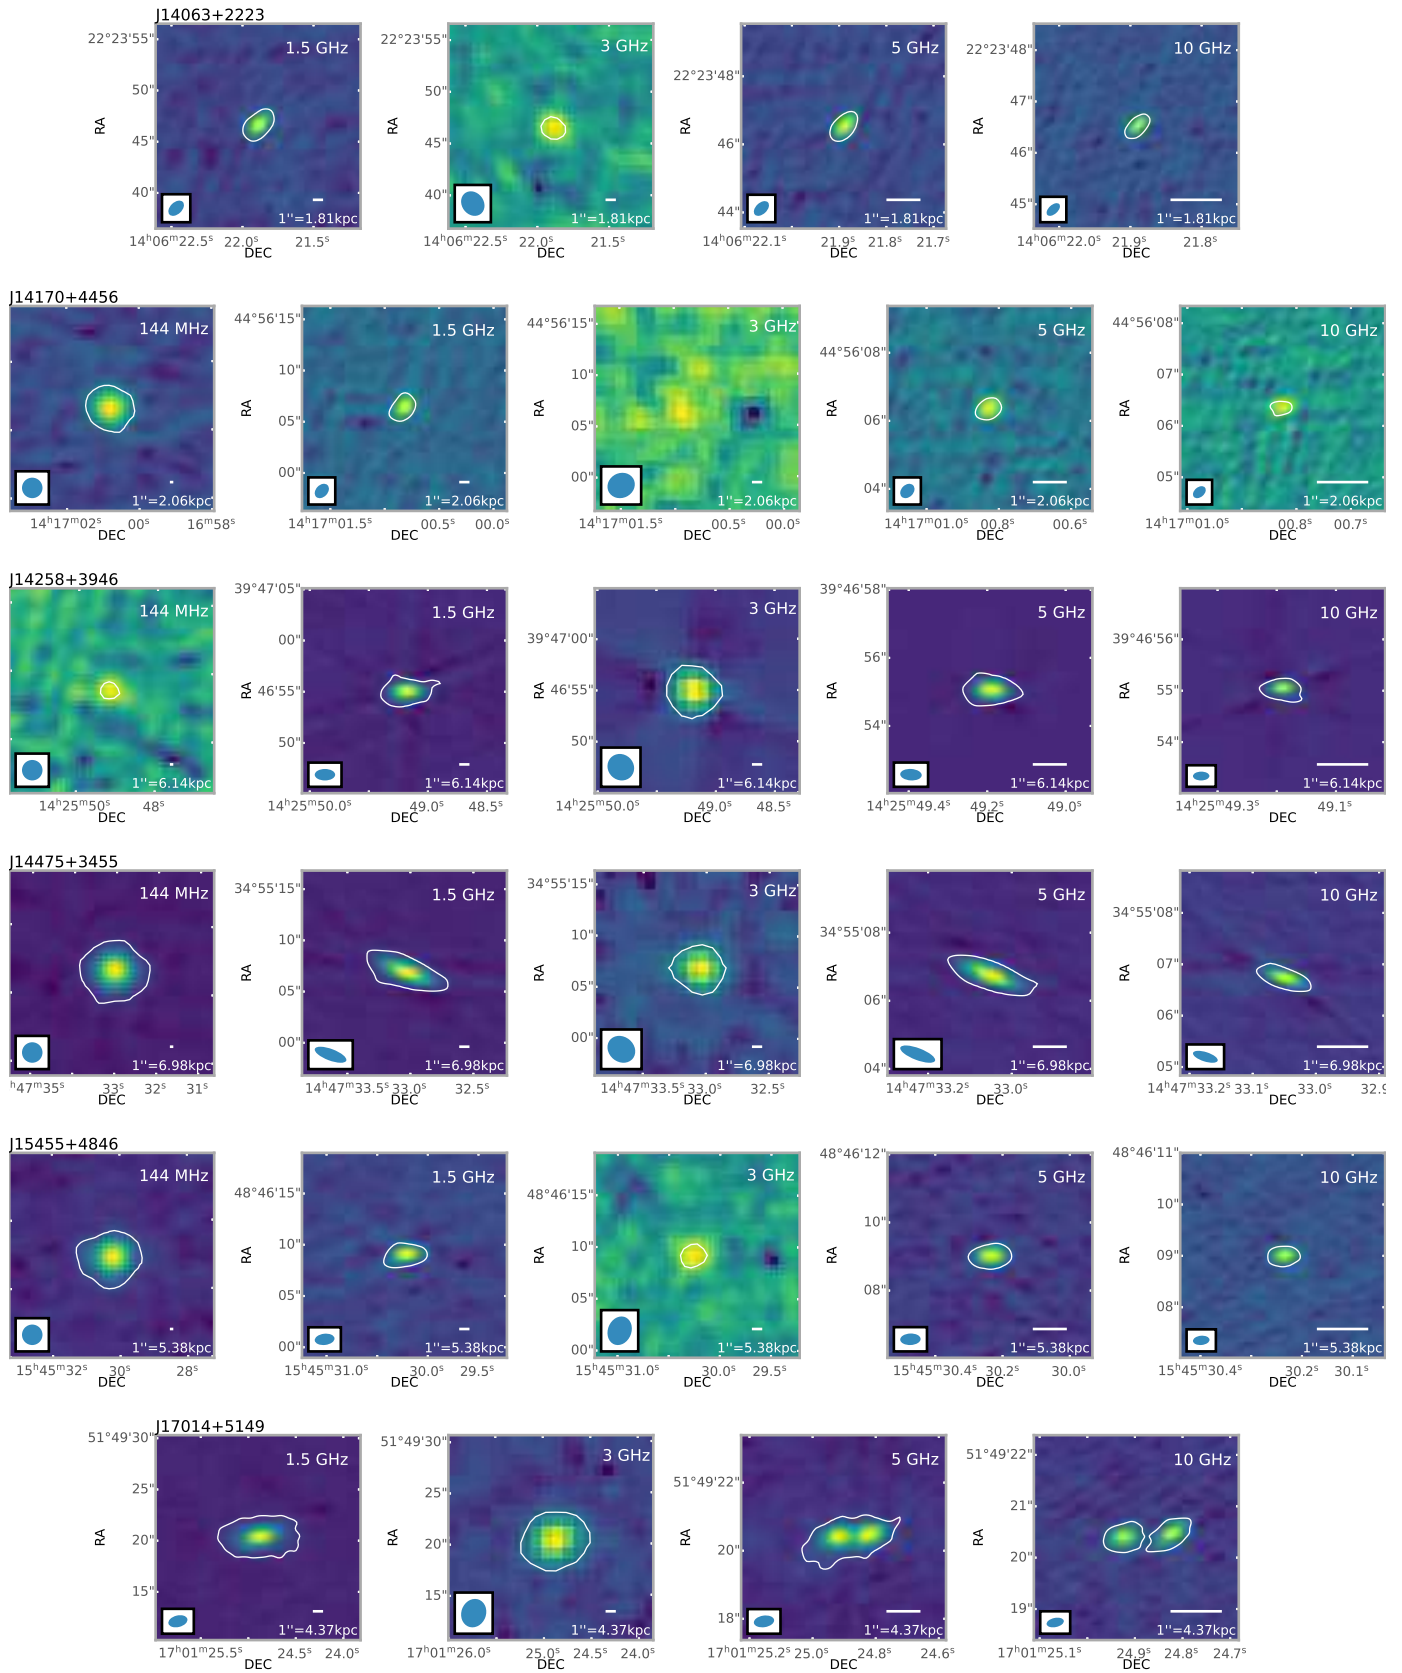 J14063+2223
22°23'55" 50" 45" 40" RA 1.5 GHz 1''=1.81kpc 14ʰ06ᵐ22.5ˢ 22.0ˢ 21.5ˢ DEC
22°23'55" 50" 45" 40" RA 3 GHz 1''=1.81kpc 14ʰ06ᵐ22.5ˢ 22.0ˢ 21.5ˢ DEC
22°23'48" 46" 44" RA 5 GHz 1''=1.81kpc 14ʰ06ᵐ22.1ˢ 21.9ˢ 21.8ˢ 21.7ˢ DEC
22°23'48" 47" 46" 45" RA 10 GHz 1''=1.81kpc 14ʰ06ᵐ22.0ˢ 21.9ˢ 21.8ˢ DEC
J14170+4456
144 MHz 1''=2.06kpc 14ʰ17ᵐ02ˢ 00ˢ 16ᵐ58ˢ
44°56'15" 10" 05" 00" RA 1.5 GHz 1''=2.06kpc 14ʰ17ᵐ01.5ˢ 00.5ˢ 00.0ˢ DEC
44°56'15" 10" 05" 00" RA 3 GHz 1''=2.06kpc 14ʰ17ᵐ01.5ˢ 00.5ˢ 00.0ˢ DEC
44°56'08" 06" 04" RA 5 GHz 1''=2.06kpc 14ʰ17ᵐ01.0ˢ 00.8ˢ 00.6ˢ DEC
44°56'08" 07" 06" 05" RA 10 GHz 1''=2.06kpc 14ʰ17ᵐ01.0ˢ 00.8ˢ 00.7ˢ DEC
J14258+3946
144 MHz 1''=6.14kpc 14ʰ25ᵐ50ˢ 48ˢ
39°47'05" 00" 46'55" 50" RA 1.5 GHz 1''=6.14kpc 14ʰ25ᵐ50.0ˢ 49.0ˢ 48.5ˢ DEC
39°47'00" 46'55" 50" RA 3 GHz 1''=6.14kpc 14ʰ25ᵐ50.0ˢ 49.0ˢ 48.5ˢ DEC
39°46'58" 56" 54" RA 5 GHz 1''=6.14kpc 14ʰ25ᵐ49.4ˢ 49.2ˢ 49.0ˢ DEC
39°46'56" 55" 54" RA 10 GHz 1''=6.14kpc 14ʰ25ᵐ49.3ˢ 49.1ˢ DEC
J14475+3455
144 MHz 1''=6.98kpc ʰ47ᵐ35ˢ 33ˢ 32ˢ 31ˢ
34°55'15" 10" 05" 00" RA 1.5 GHz 1''=6.98kpc 14ʰ47ᵐ33.5ˢ 33.0ˢ 32.5ˢ DEC
34°55'15" 10" 05" 00" RA 3 GHz 1''=6.98kpc 14ʰ47ᵐ33.5ˢ 33.0ˢ 32.5ˢ DEC
34°55'08" 06" 04" RA 5 GHz 1''=6.98kpc 14ʰ47ᵐ33.2ˢ 33.0ˢ DEC
34°55'08" 07" 06" 05" RA 10 GHz 1''=6.98kpc 14ʰ47ᵐ33.2ˢ 33.1ˢ 33.0ˢ DEC
J15455+4846
144 MHz 1''=5.38kpc 15ʰ45ᵐ32ˢ 30ˢ 28ˢ
48°46'15" 10" 05" 00" RA 1.5 GHz 1''=5.38kpc 15ʰ45ᵐ31.0ˢ 30.0ˢ 29.5ˢ DEC
48°46'15" 10" 05" 00" RA 3 GHz 1''=5.38kpc 15ʰ45ᵐ31.0ˢ 30.0ˢ 29.5ˢ DEC
48°46'12" 10" 08" RA 5 GHz 1''=5.38kpc 15ʰ45ᵐ30.4ˢ 30.2ˢ 30.0ˢ DEC
48°46'11" 10" 09" 08" RA 10 GHz 1''=5.38kpc 15ʰ45ᵐ30.4ˢ 30.2ˢ 30.1ˢ DEC
J17014+5149
51°49'30" 25" 20" 15" RA 1.5 GHz 1''=4.37kpc 17ʰ01ᵐ25.5ˢ 24.5ˢ 24.0ˢ DEC
51°49'30" 25" 20" 15" RA 3 GHz 1''=4.37kpc 17ʰ01ᵐ26.0ˢ 25.0ˢ 24.5ˢ 24.0ˢ DEC
51°49'22" 20" 18" RA 5 GHz 1''=4.37kpc 17ʰ01ᵐ25.2ˢ 25.0ˢ 24.8ˢ 24.6ˢ DEC
51°49'22" 21" 20" 19" RA 10 GHz 1''=4.37kpc 17ʰ01ᵐ25.1ˢ 24.9ˢ 24.8ˢ 24.7ˢ DEC